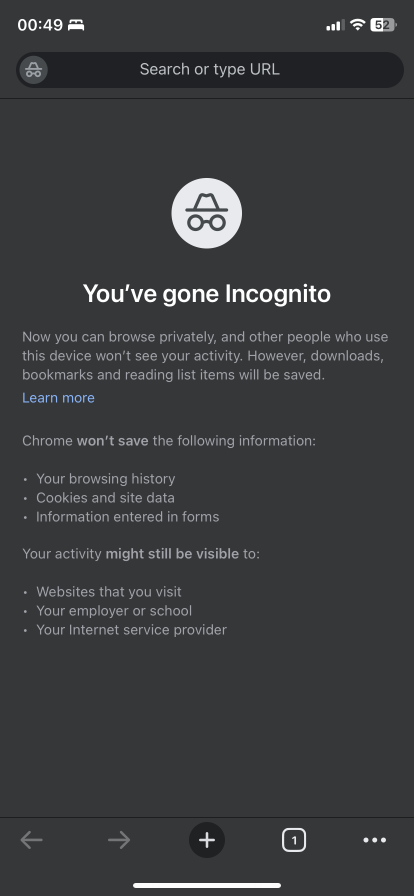 00:49
52
Search or type URL
You've gone Incognito
Now you can browse privately, and other people who use
this device won't see your activity. However, downloads,
bookmarks and reading list items will be saved.
Learn more
Chrome won't save the following information:
• Your browsing history
• Cookies and site data
• Information entered in forms
Your activity might still be visible to:
• Websites that you visit
• Your employer or school
• Your Internet service provider
1